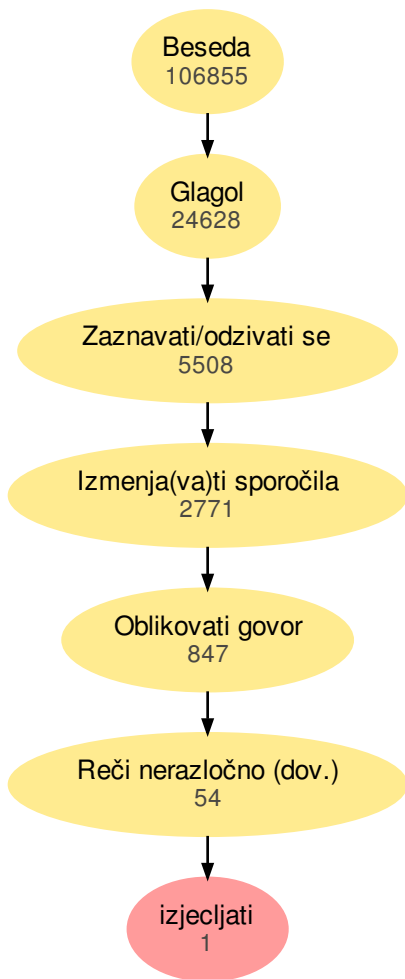 Beseda
106855
Glagol
24628
Zaznavati/odzivati se
5508
Izmenja(va)ti sporočila
2771
Oblikovati govor
847
Reči nerazločno (dov.)
54
izjecljati
1